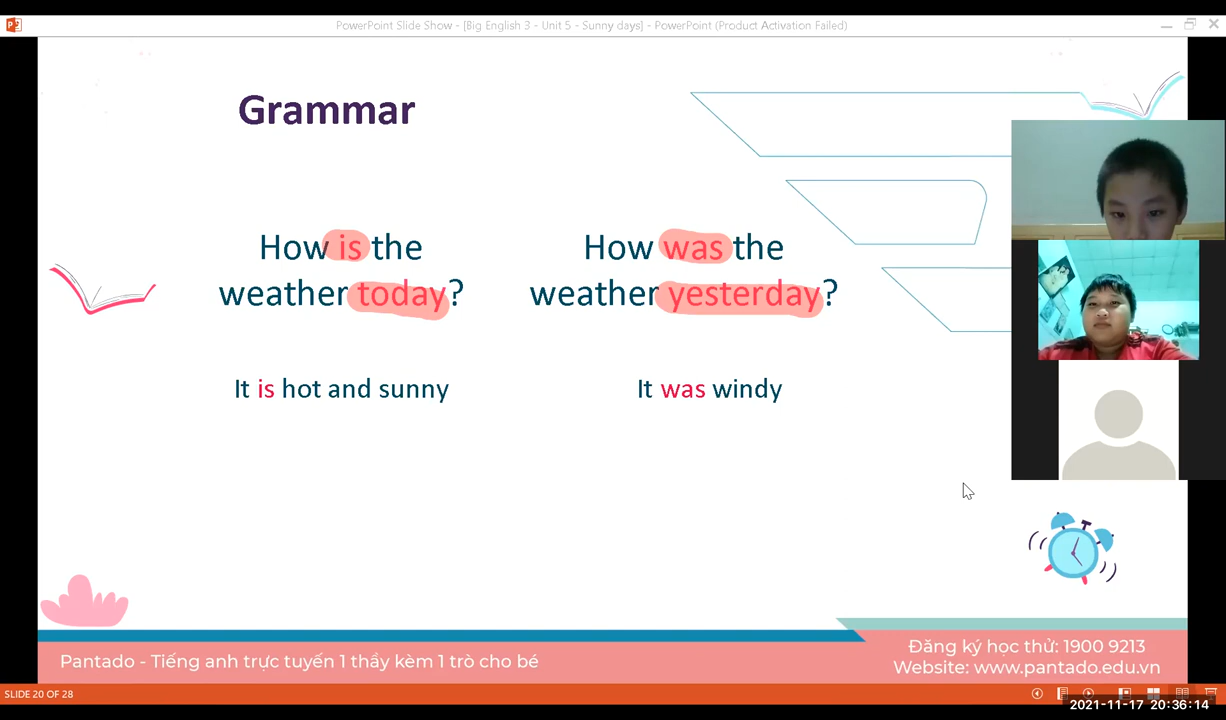 PowerPoint Slide Show - [Big English 3 - Unit 5 - Sunny days] - PowerPoint (Product Activation Failed)
Grammar
How is the
weather today?
How was the
weather yesterday?
It is hot and sunny
It was windy
Pantado - Tiếng anh trực tuyến 1 thầy kèm 1 trò cho bé
Đăng ký học thử: 1900 9213
Website: www.pantado.edu.vn
SLIDE 20 OF 28
2021-11-17 20:36:14